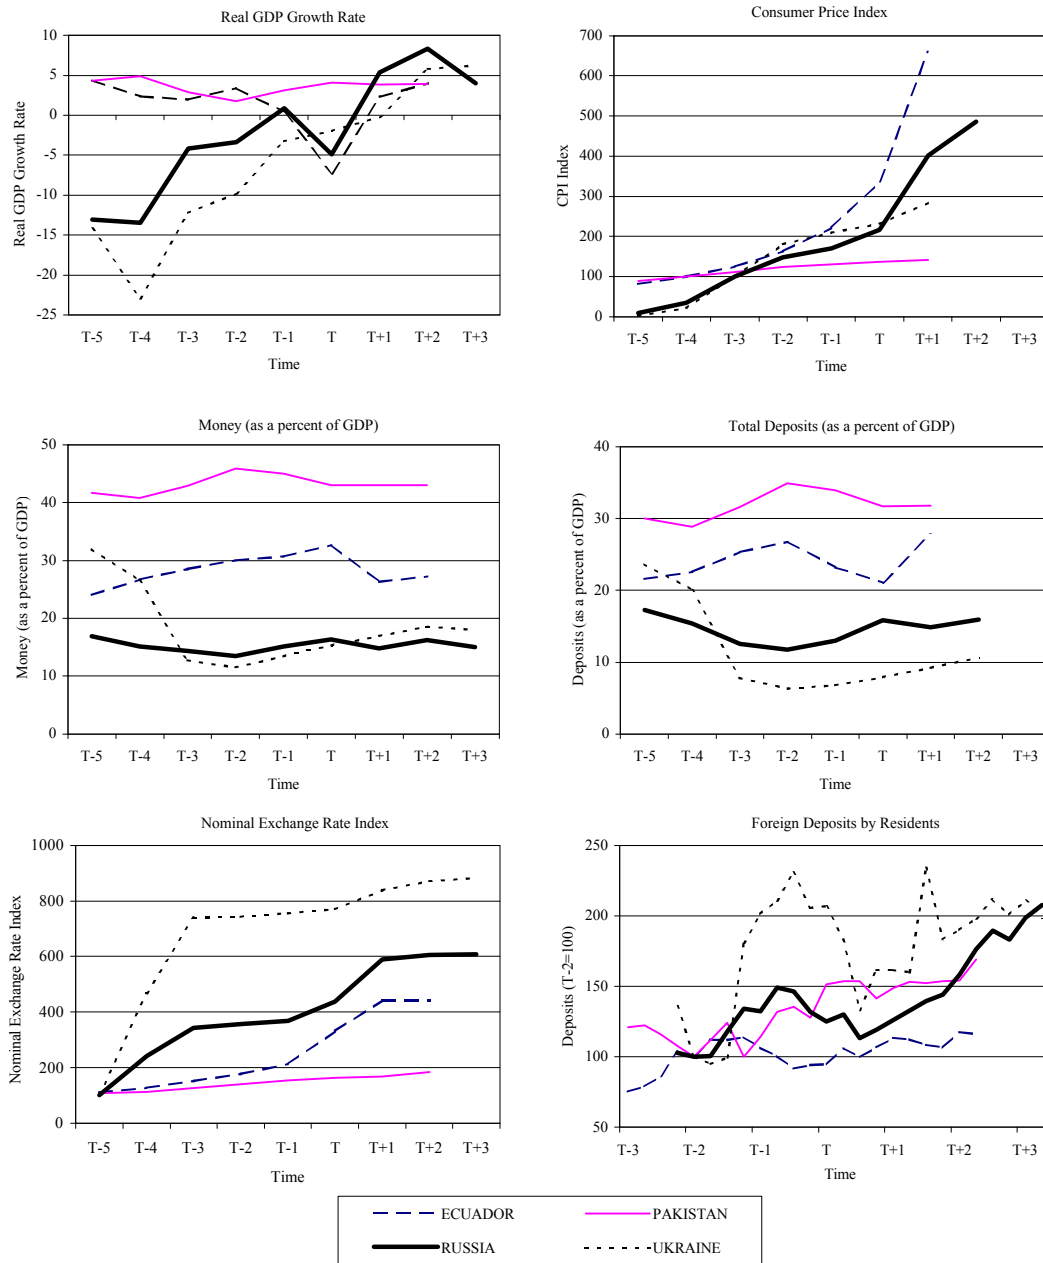 Real GDP Growth Rate
Real GDP Growth Rate
10
5
0
-5
-10
-15
-20
-25
T-5 T-4 T-3 T-2 T-1 T T+1 T+2 T+3
Time
Consumer Price Index
CPI Index
700
600
500
400
300
200
100
0
T-5 T-4 T-3 T-2 T-1 T T+1 T+2 T+3
Time
Money (as a percent of GDP)
Money (as a percent of GDP)
50
40
30
20
10
0
T-5 T-4 T-3 T-2 T-1 T T+1 T+2 T+3
Time
Total Deposits (as a percent of GDP)
Deposits (as a percent of GDP)
40
30
20
10
0
T-5 T-4 T-3 T-2 T-1 T T+1 T+2 T+3
Time
Nominal Exchange Rate Index
Nominal Exchange Rate Index
1000
800
600
400
200
0
T-5 T-4 T-3 T-2 T-1 T T+1 T+2 T+3
Time
Foreign Deposits by Residents
Deposits (T-2=100)
250
200
150
100
50
T-3 T-2 T-1 T T+1 T+2 T+3
Time
ECUADOR PAKISTAN
RUSSIA UKRAINE